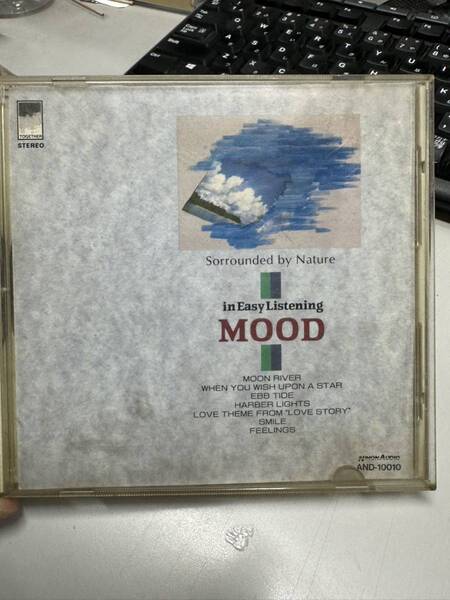 TOGETHER
STEREO
Sorrounded by Nature
in Easy Listening
MOOD
MOON RIVER
WHEN YOU WISH UPON A STAR
EBB TIDE
HARBER LIGHTS
LOVE THEME FROM "LOVE STORY"
SMILE
FEELINGS
NIHON AUDIO
AND-10010